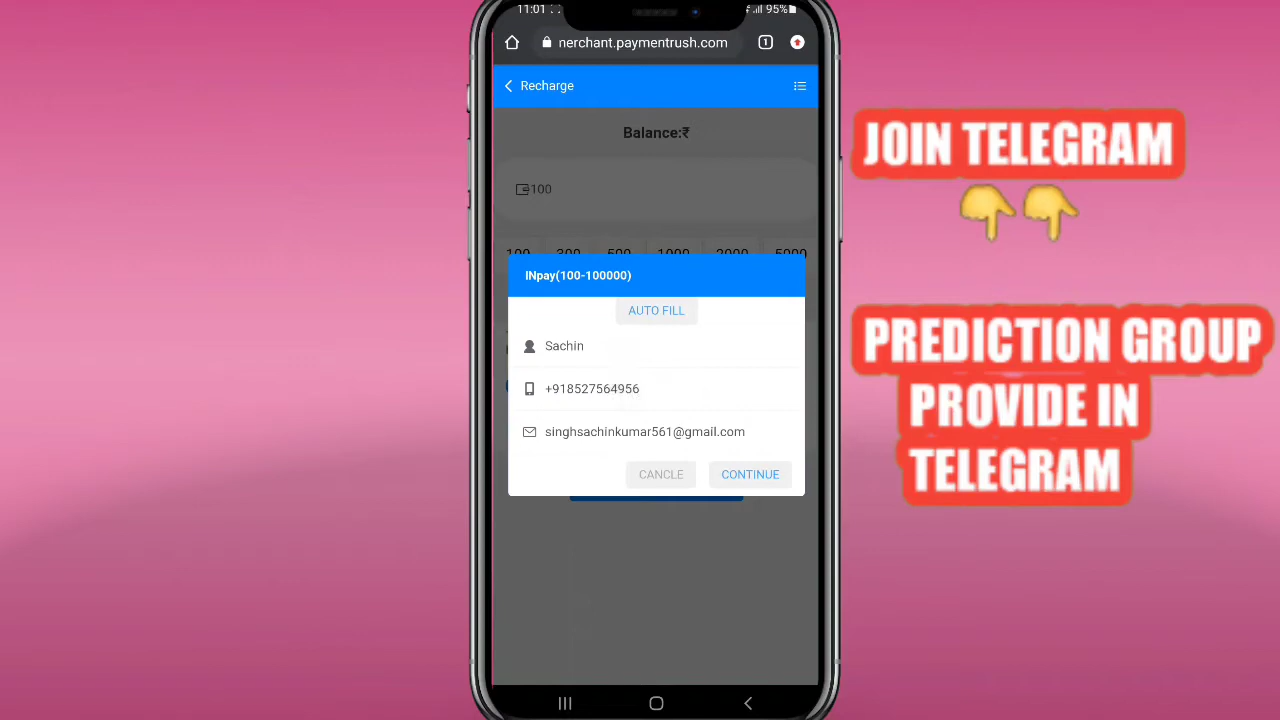 11:01
95%
nerchant.paymentrush.com
1
Recharge
Balance:₹
100
100 300 500 1000 2000 5000
INpay(100-100000)
AUTO FILL
Sachin
+918527564956
singhsachinkumar561@gmail.com
CANCLE CONTINUE
JOIN TELEGRAM
👇👇
PREDICTION GROUP
PROVIDE IN
TELEGRAM